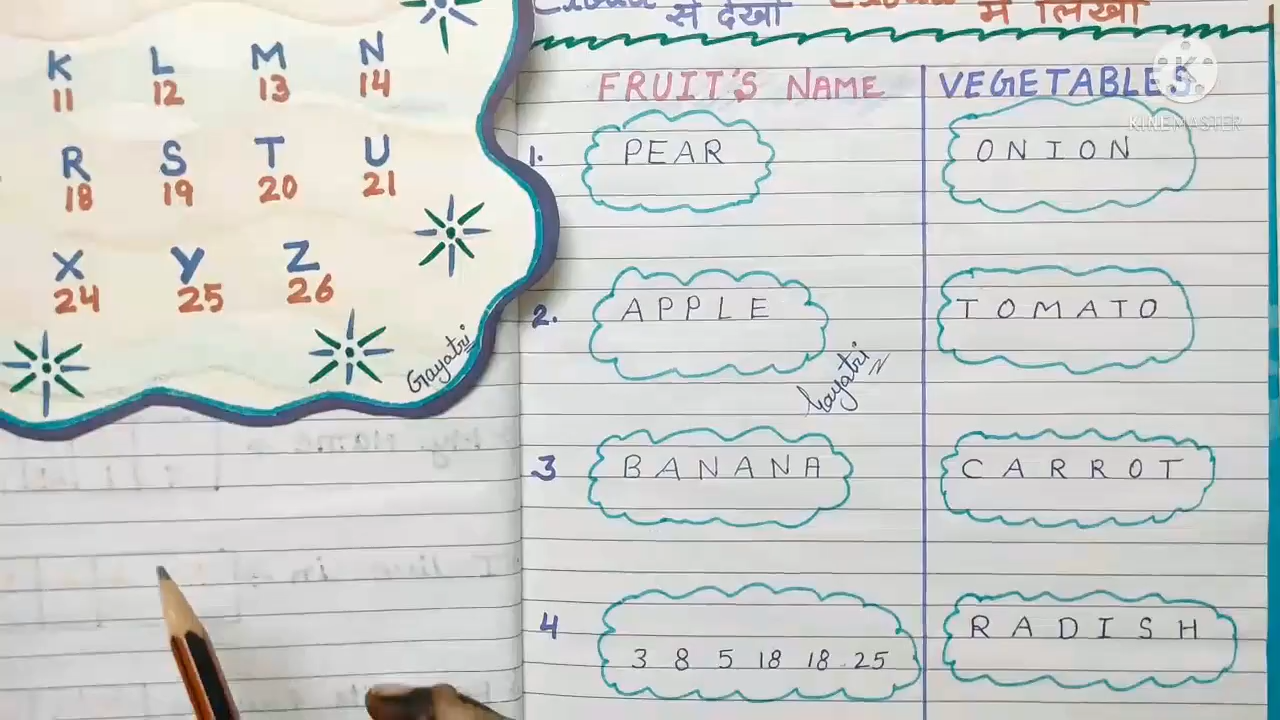 से देखो में लिखो
K L M N
11 12 13 14
R S T U
18 19 20 21
X Y Z
24 25 26
Gayatri
FRUIT'S NAME VEGETABLES
1. PEAR ONION
2. APPLE TOMATO
Gayatri
3 BANANA CARROT
4 RADISH
3 8 5 18 18 25
KINEMASTER